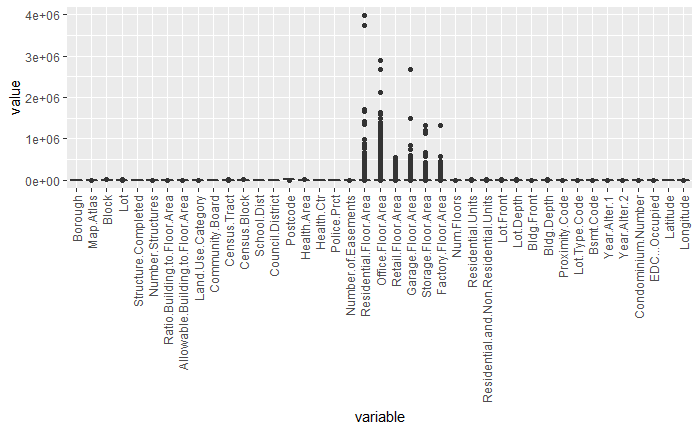 4e+06
3e+06
2e+06
1e+06
0e+00
value
Borough
Map.Atlas
Block
Lot
Structure.Completed
Number.Structures
Ratio.Building.to.Floor.Area
Allowable.Building.to.Floor.Area
Land.Use.Category
Community.Board
Census.Tract
Census.Block
School.Dist
Council.District
Postcode
Health.Area
Health.Ctr
Police.Prct
Number.of.Easements
Residential.Floor.Area
Office.Floor.Area
Retail.Floor.Area
Garage.Floor.Area
Storage.Floor.Area
Factory.Floor.Area
Num.Floors
Residential.Units
Residential.and.Non.Residential.Units
Lot.Front
Lot.Depth
Bldg.Front
Bldg.Depth
Proximity.Code
Lot.Type.Code
Bsmt.Code
Year.Alter.1
Year.Alter.2
Condominium.Number
EDC...Occupied
Latitude
Longitude
variable